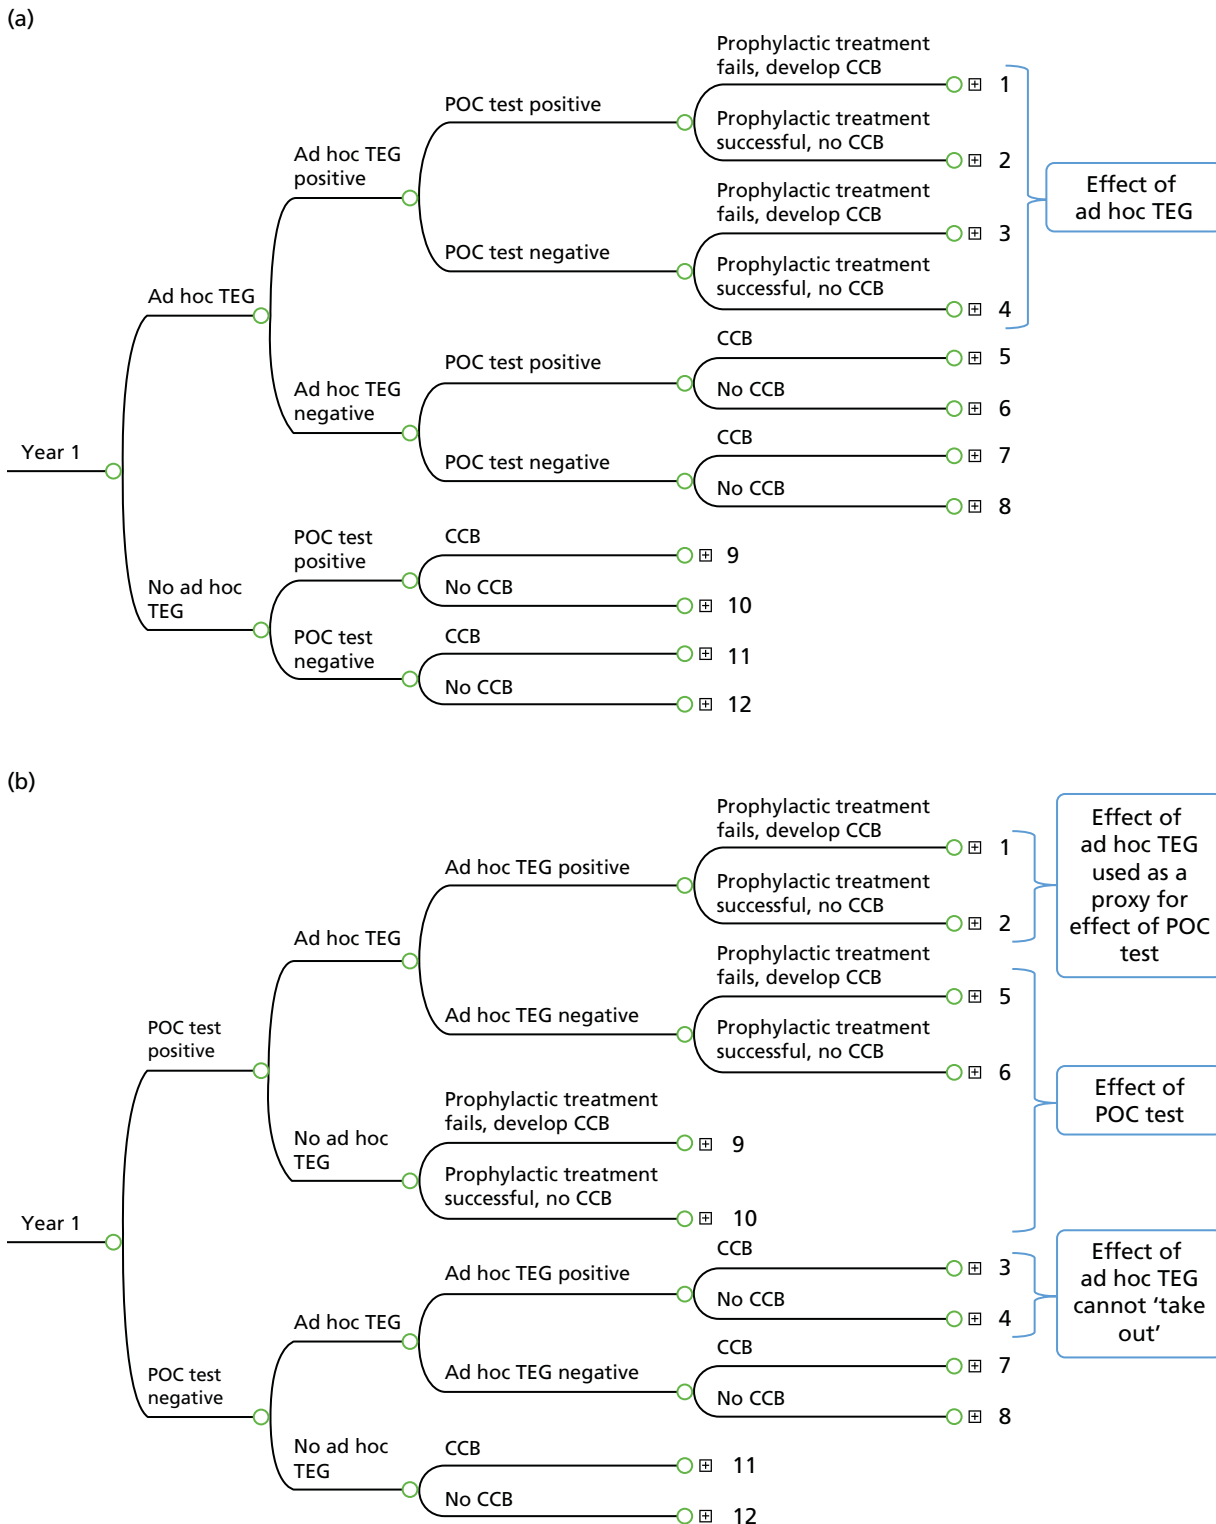 (a)
Prophylactic treatment
fails, develop CCB
1
POC test positive
Prophylactic treatment
successful, no CCB
2
Ad hoc TEG
positive
Prophylactic treatment
fails, develop CCB
3
POC test negative
Prophylactic treatment
successful, no CCB
4
Effect of
ad hoc TEG
Ad hoc TEG
CCB
5
POC test positive
No CCB
6
Ad hoc TEG
negative
CCB
7
POC test negative
No CCB
8
Year 1
POC test
positive
CCB
9
No CCB
10
No ad hoc
TEG
POC test
negative
CCB
11
No CCB
12
(b)
Prophylactic treatment
fails, develop CCB
1
Ad hoc TEG positive
Prophylactic treatment
successful, no CCB
2
Effect of
ad hoc TEG
used as a
proxy for
effect of POC
test
Ad hoc TEG
Prophylactic treatment
fails, develop CCB
5
Ad hoc TEG negative
Prophylactic treatment
successful, no CCB
6
POC test
positive
Prophylactic treatment
fails, develop CCB
9
No ad hoc
TEG
Prophylactic treatment
successful, no CCB
10
Effect of
POC test
Year 1
CCB
3
Ad hoc TEG positive
No CCB
4
Effect of
ad hoc TEG
cannot ‘take
out’
Ad hoc TEG
CCB
7
Ad hoc TEG negative
No CCB
8
POC test
negative
No ad hoc
TEG
CCB
11
No CCB
12